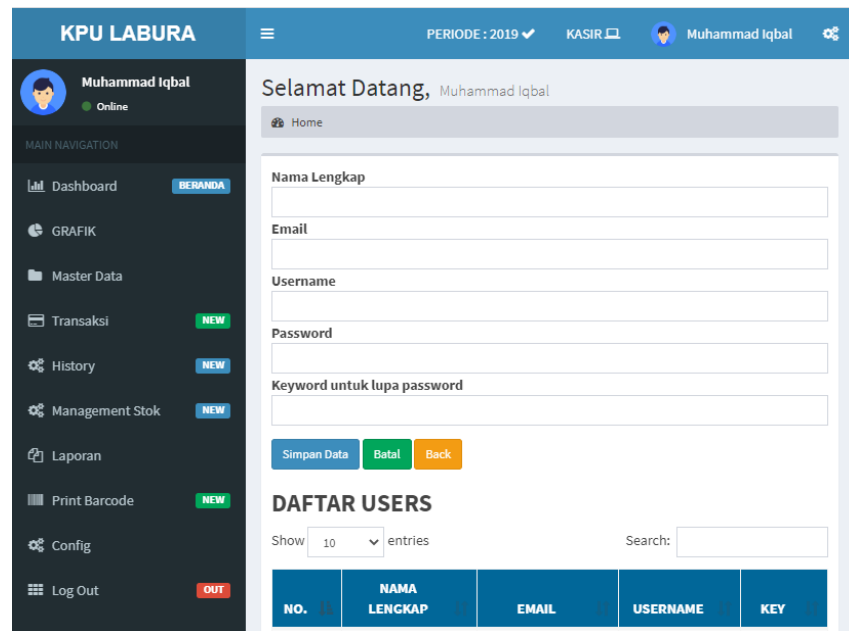 KPU LABURA
PERIODE : 2019 KASIR Muhammad Iqbal
Muhammad Iqbal
Online
MAIN NAVIGATION
Dashboard BERANDA
GRAFIK
Master Data
Transaksi NEW
History NEW
Management Stok NEW
Laporan
Print Barcode NEW
Config
Log Out OUT
Selamat Datang, Muhammad Iqbal
Home
Nama Lengkap
Email
Username
Password
Keyword untuk lupa password
Simpan Data Batal Back
DAFTAR USERS
Show 10 entries Search:
NO. NAMA LENGKAP EMAIL USERNAME KEY